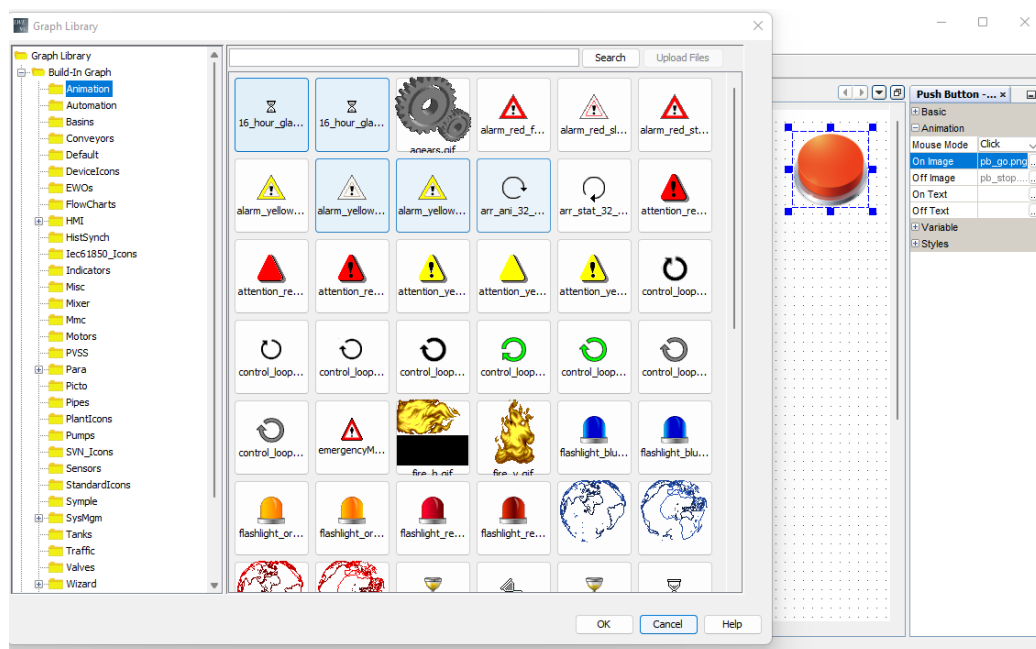 Graph Library
Graph Library
Build-In Graph
Animation
Automation
Basins
Conveyors
Default
DeviceIcons
EWOs
FlowCharts
HMI
HistSynch
Iec61850_Icons
Indicators
Misc
Mixer
Mmc
Motors
PVSS
Para
Picto
Pipes
PlantIcons
Pumps
SVN_Icons
Sensors
StandardIcons
Symple
SysMgm
Tanks
Traffic
Valves
Wizard
Search Upload Files
16_hour_gla... 16_hour_gla... agears.gif alarm_red_f... alarm_red_sl... alarm_red_st...
alarm_yellow... alarm_yellow... alarm_yellow... arr_ani_32_... arr_stat_32_... attention_re...
attention_re... attention_re... attention_ye... attention_ye... attention_ye... control_loop...
control_loop... control_loop... control_loop... control_loop... control_loop... control_loop...
control_loop... emergencyM... fire_h.gif fire_v.gif flashlight_blu... flashlight_blu...
flashlight_or... flashlight_or... flashlight_re... flashlight_re...
OK Cancel Help
Push Button -... ×
Basic
Animation
Mouse Mode Click
On Image pb_go.png ...
Off Image pb_stop.... ...
On Text ...
Off Text ...
Variable
Styles